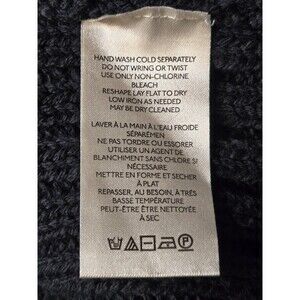 HAND WASH COLD SEPARATELY
DO NOT WRING OR TWIST
USE ONLY NON-CHLORINE
BLEACH
RESHAPE LAY FLAT TO DRY
LOW IRON AS NEEDED
MAY BE DRY CLEANED
LAVER À LA MAIN À L'EAU FROIDE
SÉPARÉMEN
NE PAS TORDRE OU ESSORER
UTILISER UN AGENT DE
BLANCHIMENT SANS CHLORE SI
NÉCESSAIRE
METTRE EN FORME ET SÉCHER
À PLAT
REPASSER, AU BESOIN, À TRÈS
BASSE TEMPÉRATURE
PEUT-ÊTRE ÊTRE NETTOYÉE
À SEC
P